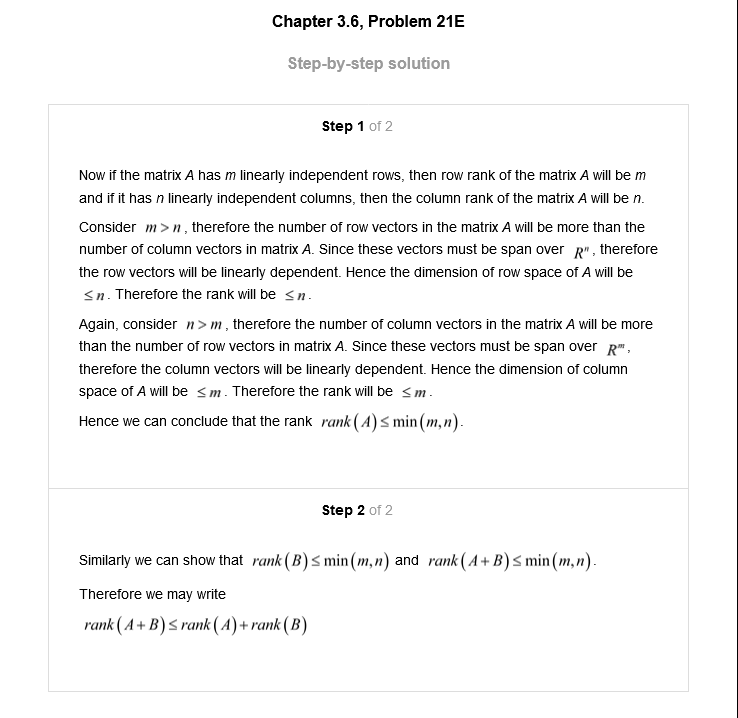 Chapter 3.6, Problem 21E
Step-by-step solution
Step 1 of 2
Now if the matrix A has m linearly independent rows, then row rank of the matrix A will be m
and if it has n linearly independent columns, then the column rank of the matrix A will be n.
Consider m > n, therefore the number of row vectors in the matrix A will be more than the
number of column vectors in matrix A. Since these vectors must be span over Rⁿ, therefore
the row vectors will be linearly dependent. Hence the dimension of row space of A will be
≤ n. Therefore the rank will be ≤ n.
Again, consider n > m, therefore the number of column vectors in the matrix A will be more
than the number of row vectors in matrix A. Since these vectors must be span over Rᵐ,
therefore the column vectors will be linearly dependent. Hence the dimension of column
space of A will be ≤ m. Therefore the rank will be ≤ m.
Hence we can conclude that the rank rank(A) ≤ min(m,n).
Step 2 of 2
Similarly we can show that rank(B) ≤ min(m,n) and rank(A+B) ≤ min(m,n).
Therefore we may write
rank(A+B) ≤ rank(A)+rank(B)